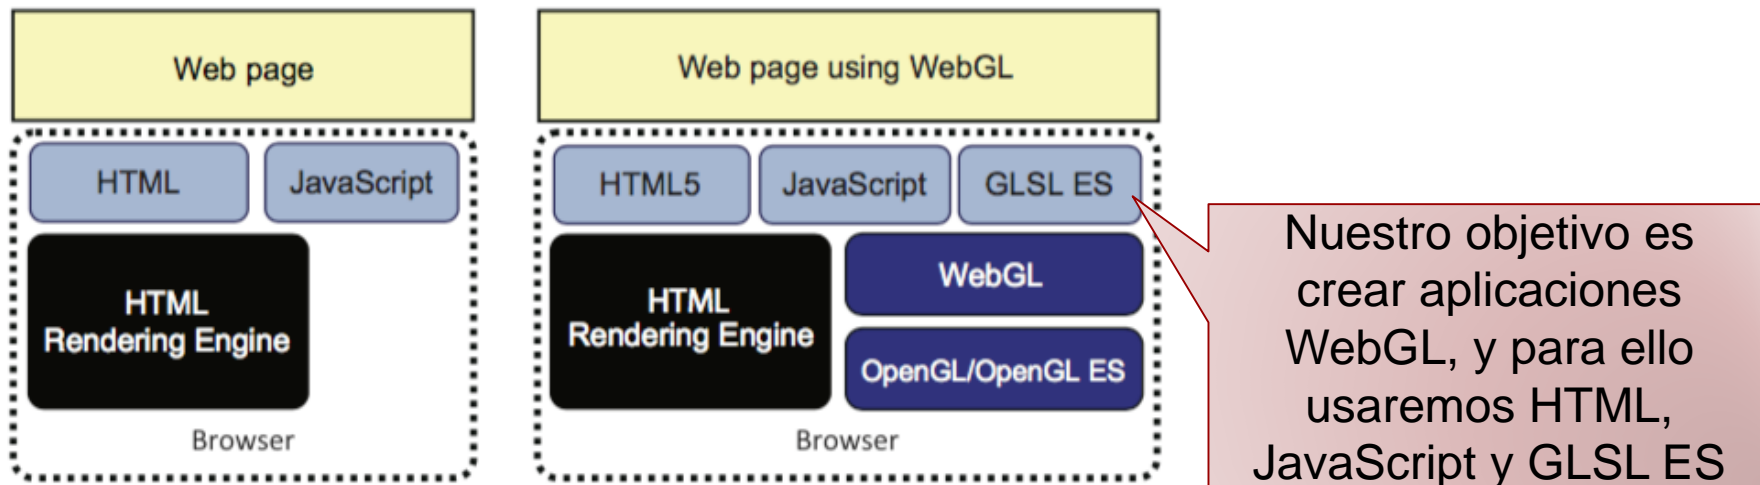 Web page
HTML
JavaScript
HTML
Rendering Engine
Browser
Web page using WebGL
HTML5
JavaScript
GLSL ES
HTML
Rendering Engine
WebGL
OpenGL/OpenGL ES
Browser
Nuestro objetivo es
crear aplicaciones
WebGL, y para ello
usaremos HTML,
JavaScript y GLSL ES